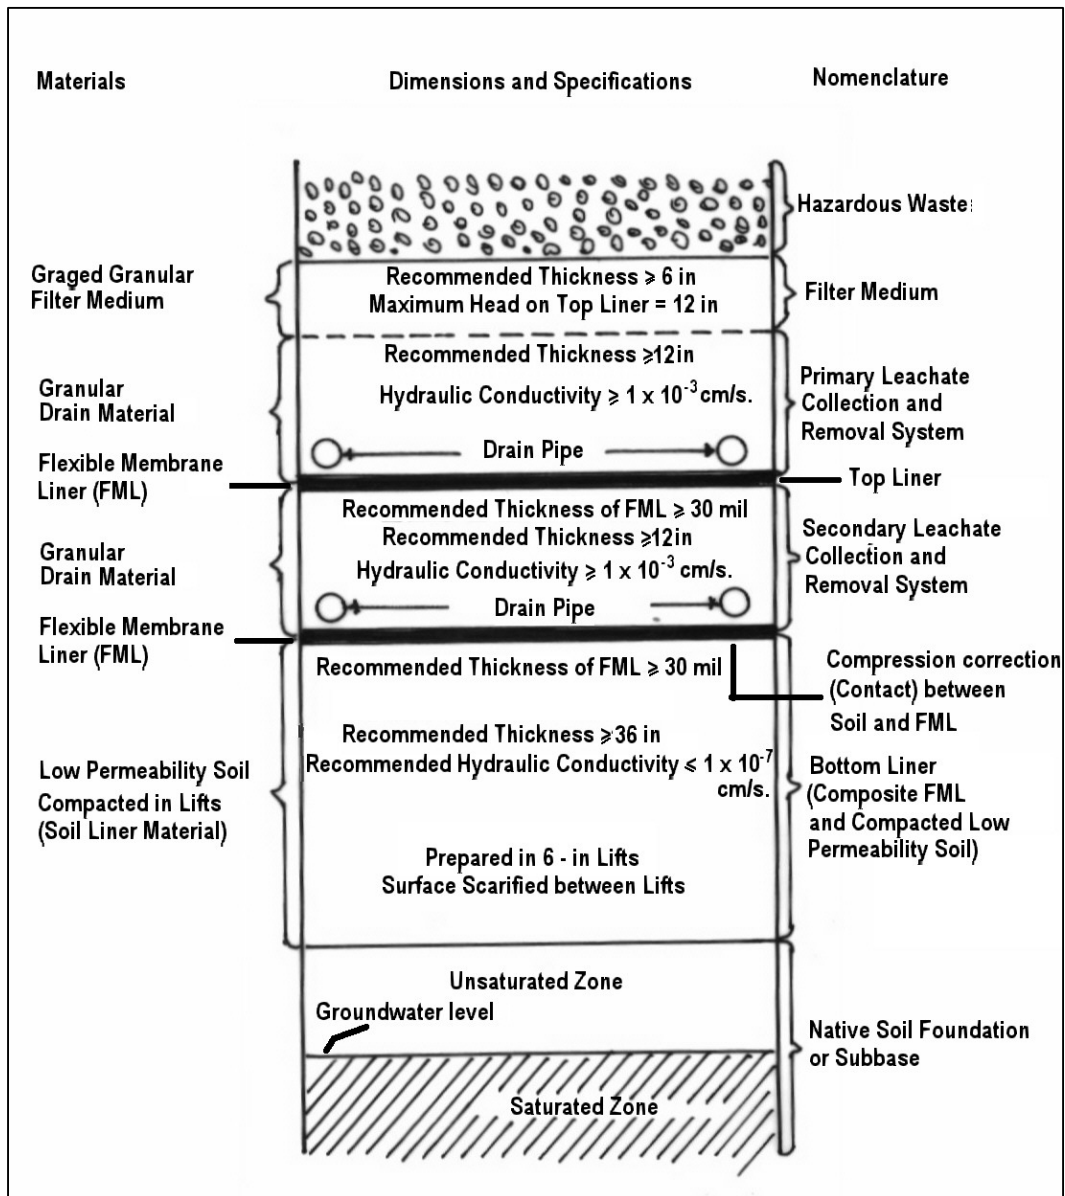 Materials
Dimensions and Specifications
Nomenclature
Hazardous Waste
Graged Granular
Filter Medium
Recommended Thickness ⩾ 6 in
Maximum Head on Top Liner = 12 in
Filter Medium
Recommended Thickness ⩾12in
Hydraulic Conductivity ⩾ 1 x 10⁻³ cm/s.
Granular
Drain Material
Primary Leachate
Collection and
Removal System
Drain Pipe
Flexible Membrane
Liner (FML)
Top Liner
Recommended Thickness of FML ⩾ 30 mil
Recommended Thickness ⩾12in
Hydraulic Conductivity ⩾ 1 x 10⁻³ cm/s.
Granular
Drain Material
Secondary Leachate
Collection and
Removal System
Drain Pipe
Flexible Membrane
Liner (FML)
Recommended Thickness of FML ⩾ 30 mil
Compression correction
(Contact) between
Soil and FML
Recommended Thickness ⩾36 in
Recommended Hydraulic Conductivity ⩽ 1 x 10⁻⁷
cm/s.
Low Permeability Soil
Compacted in Lifts
(Soil Liner Material)
Bottom Liner
(Composite FML
and Compacted Low
Permeability Soil)
Prepared in 6 - in Lifts
Surface Scarified between Lifts
Unsaturated Zone
Groundwater level
Native Soil Foundation
or Subbase
Saturated Zone